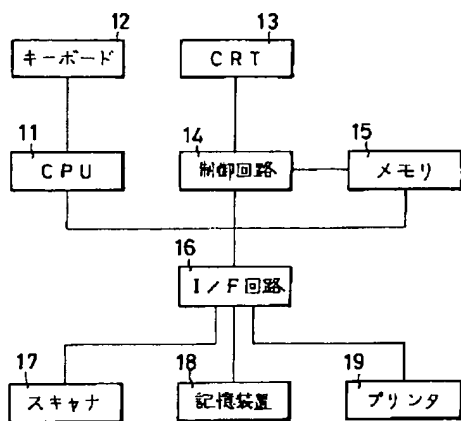 12
13
キーボード
CRT
11
14
15
CPU
制御回路
メモリ
16
I/F回路
17
18
19
スキャナ
記憶装置
プリンタ